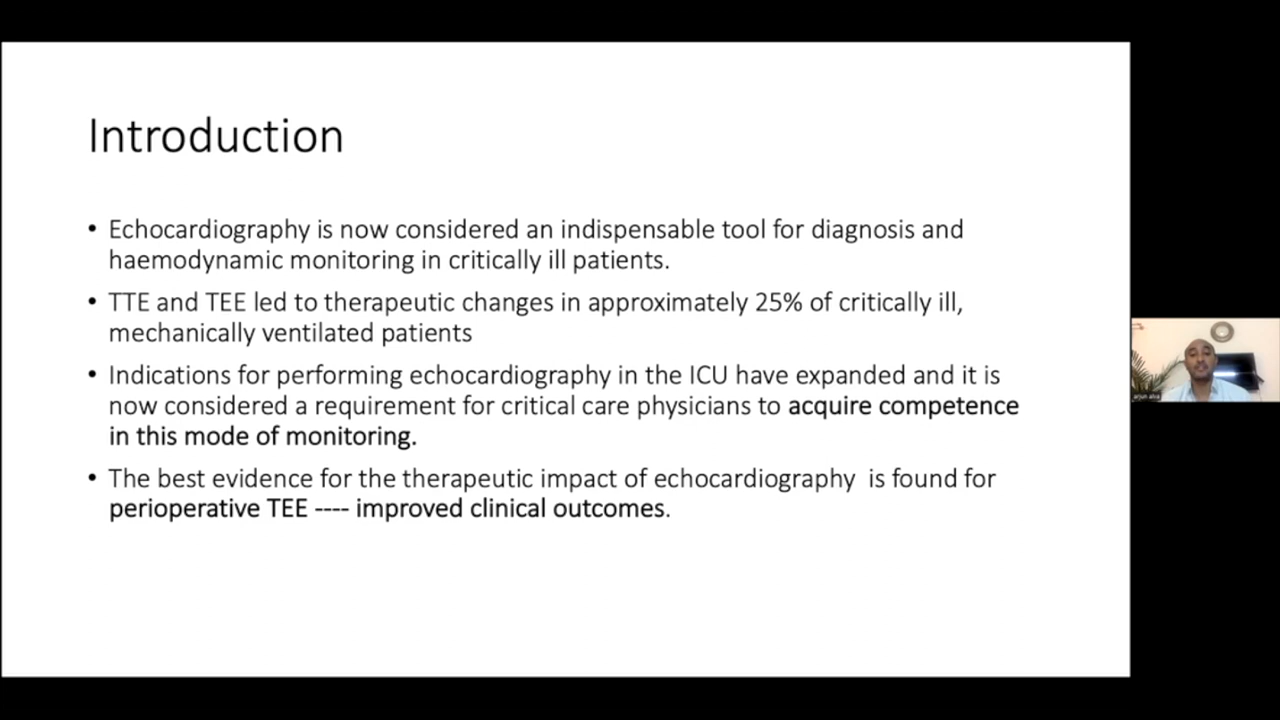 Introduction
• Echocardiography is now considered an indispensable tool for diagnosis and
haemodynamic monitoring in critically ill patients.
• TTE and TEE led to therapeutic changes in approximately 25% of critically ill,
mechanically ventilated patients
• Indications for performing echocardiography in the ICU have expanded and it is
now considered a requirement for critical care physicians to acquire competence
in this mode of monitoring.
• The best evidence for the therapeutic impact of echocardiography  is found for
perioperative TEE ---- improved clinical outcomes.
arjun alva